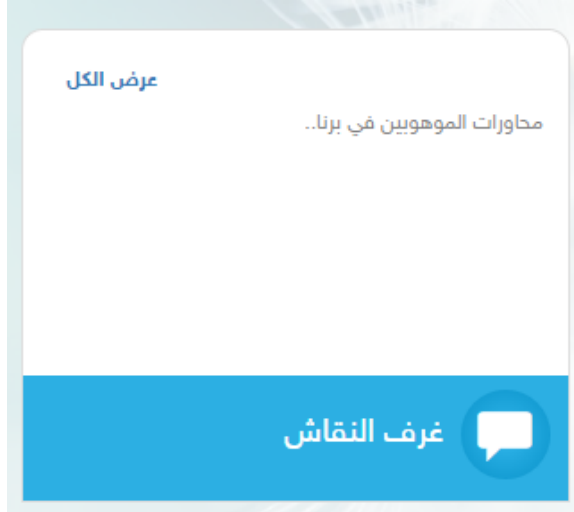 عرض الكل
محاورات الموهوبين في برنا..
غرف النقاش